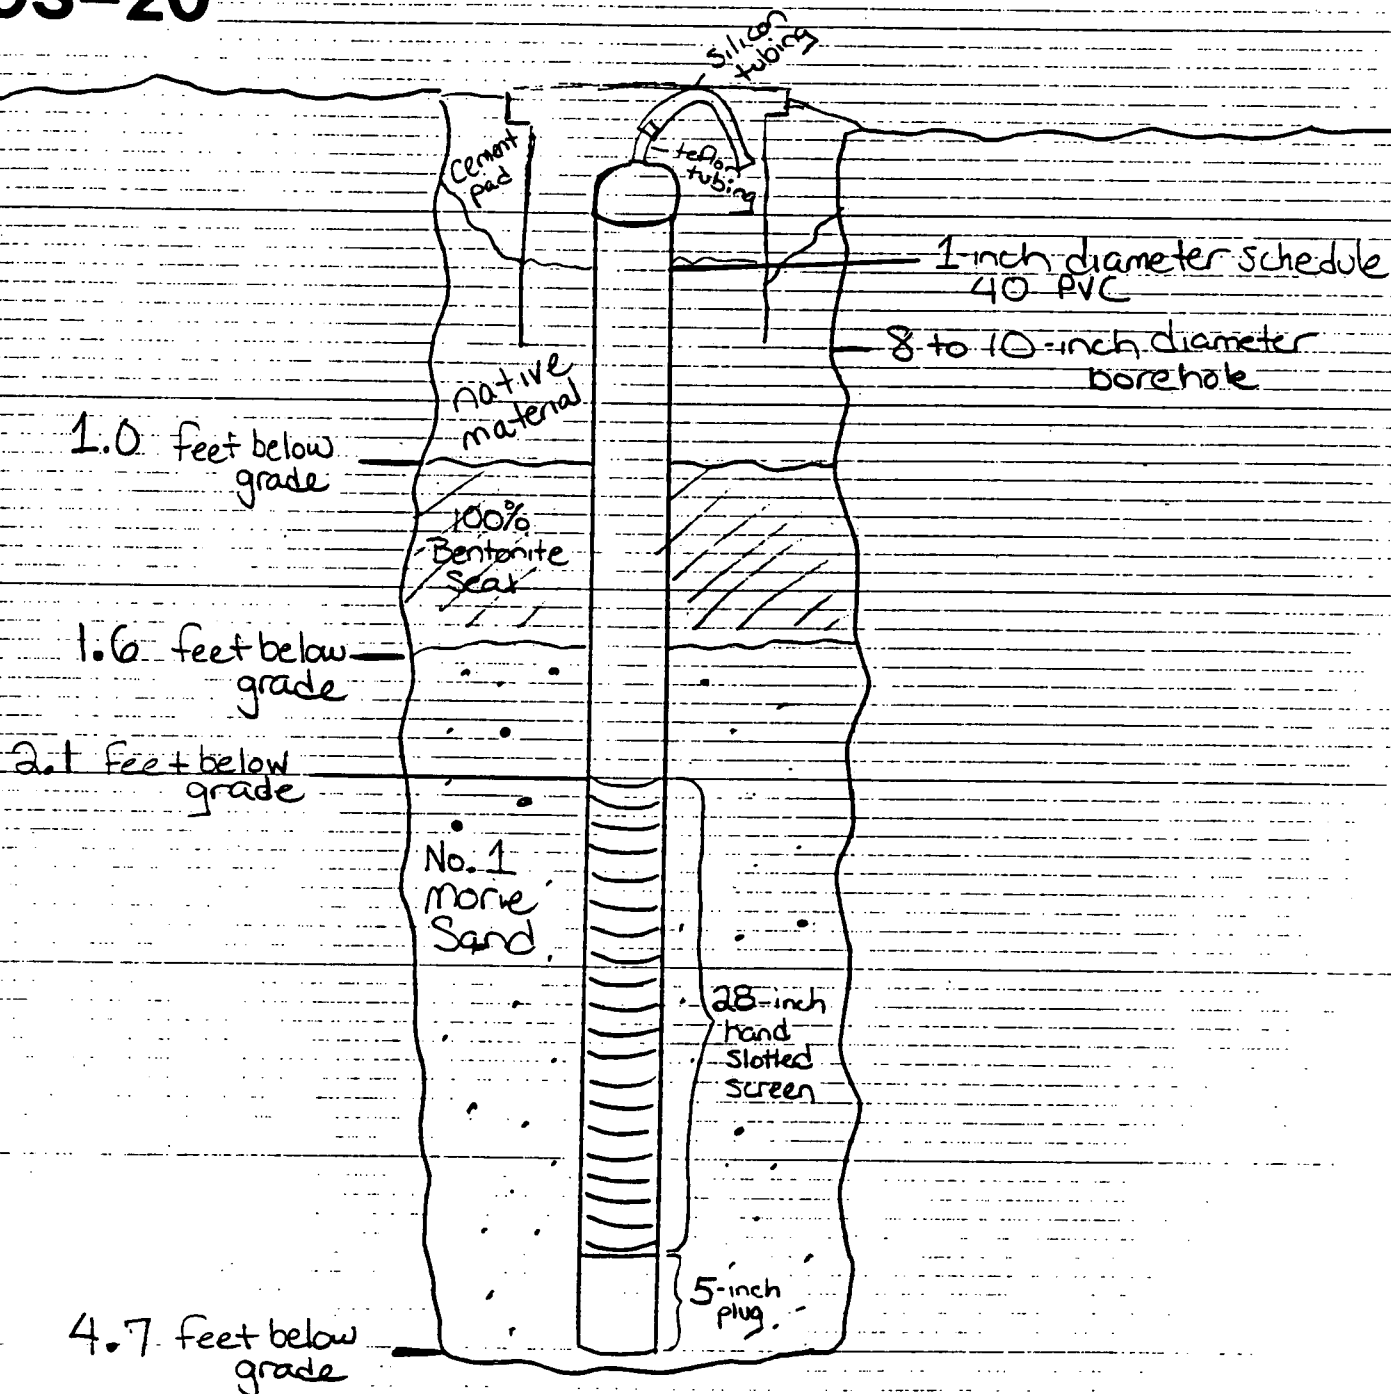 silicon
tubing
teflon
tubing
Cement
pad
1-inch diameter schedule
40 PVC
8 to 10-inch diameter
borehole
native
material
1.0 feet below
grade
100%
Bentonite
Seal
1.6 feet below
grade
2.1 feet below
grade
No. 1
morie
Sand
28-inch
hand
slotted
screen
5-inch
plug
4.7 feet below
grade